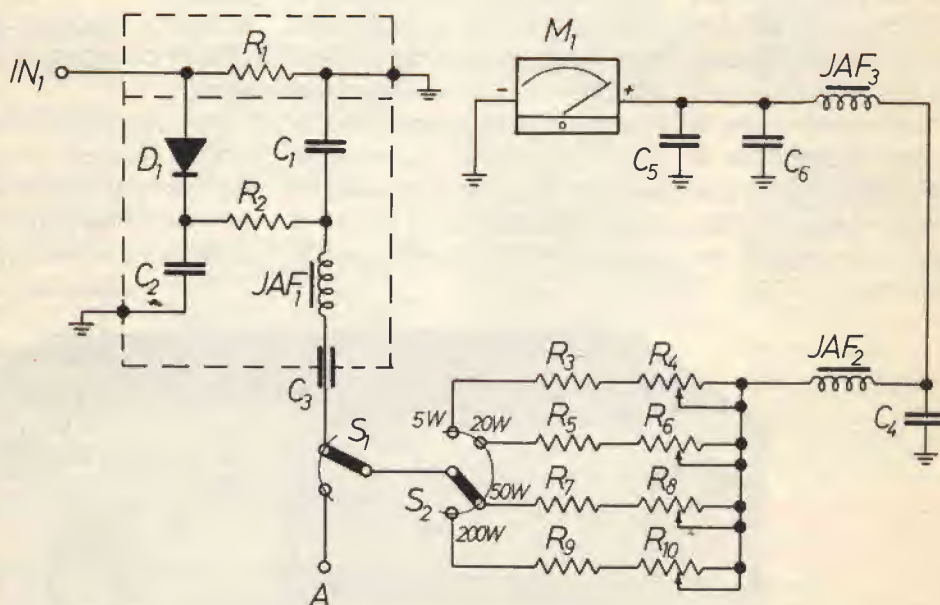 IN₁
R₁
D₁
C₁
R₂
C₂
JAF₁
C₃
S₁
A
M₁
- +
JAF₃
C₅
C₆
JAF₂
C₄
5W
20W
50W
200W
S₂
R₃ R₄
R₅ R₆
R₇ R₈
R₉ R₁₀